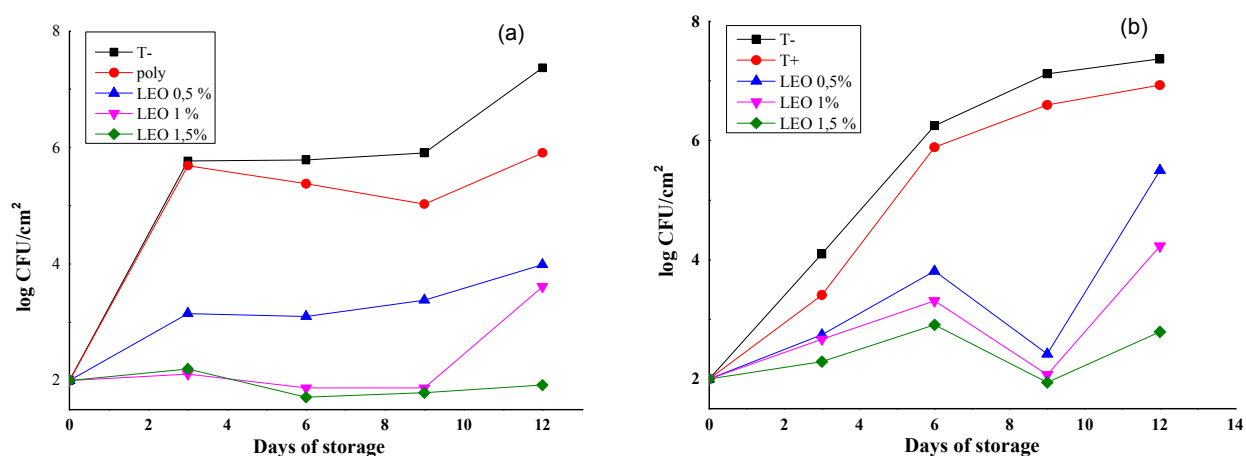 (a)
T-
poly
LEO 0,5 %
LEO 1 %
LEO 1,5%
8
6
4
2
0 2 4 6 8 10 12
log CFU/cm²
Days of storage
(b)
T-
T+
LEO 0,5%
LEO 1%
LEO 1,5 %
8
6
4
2
0 2 4 6 8 10 12 14
log CFU/cm²
Days of storage